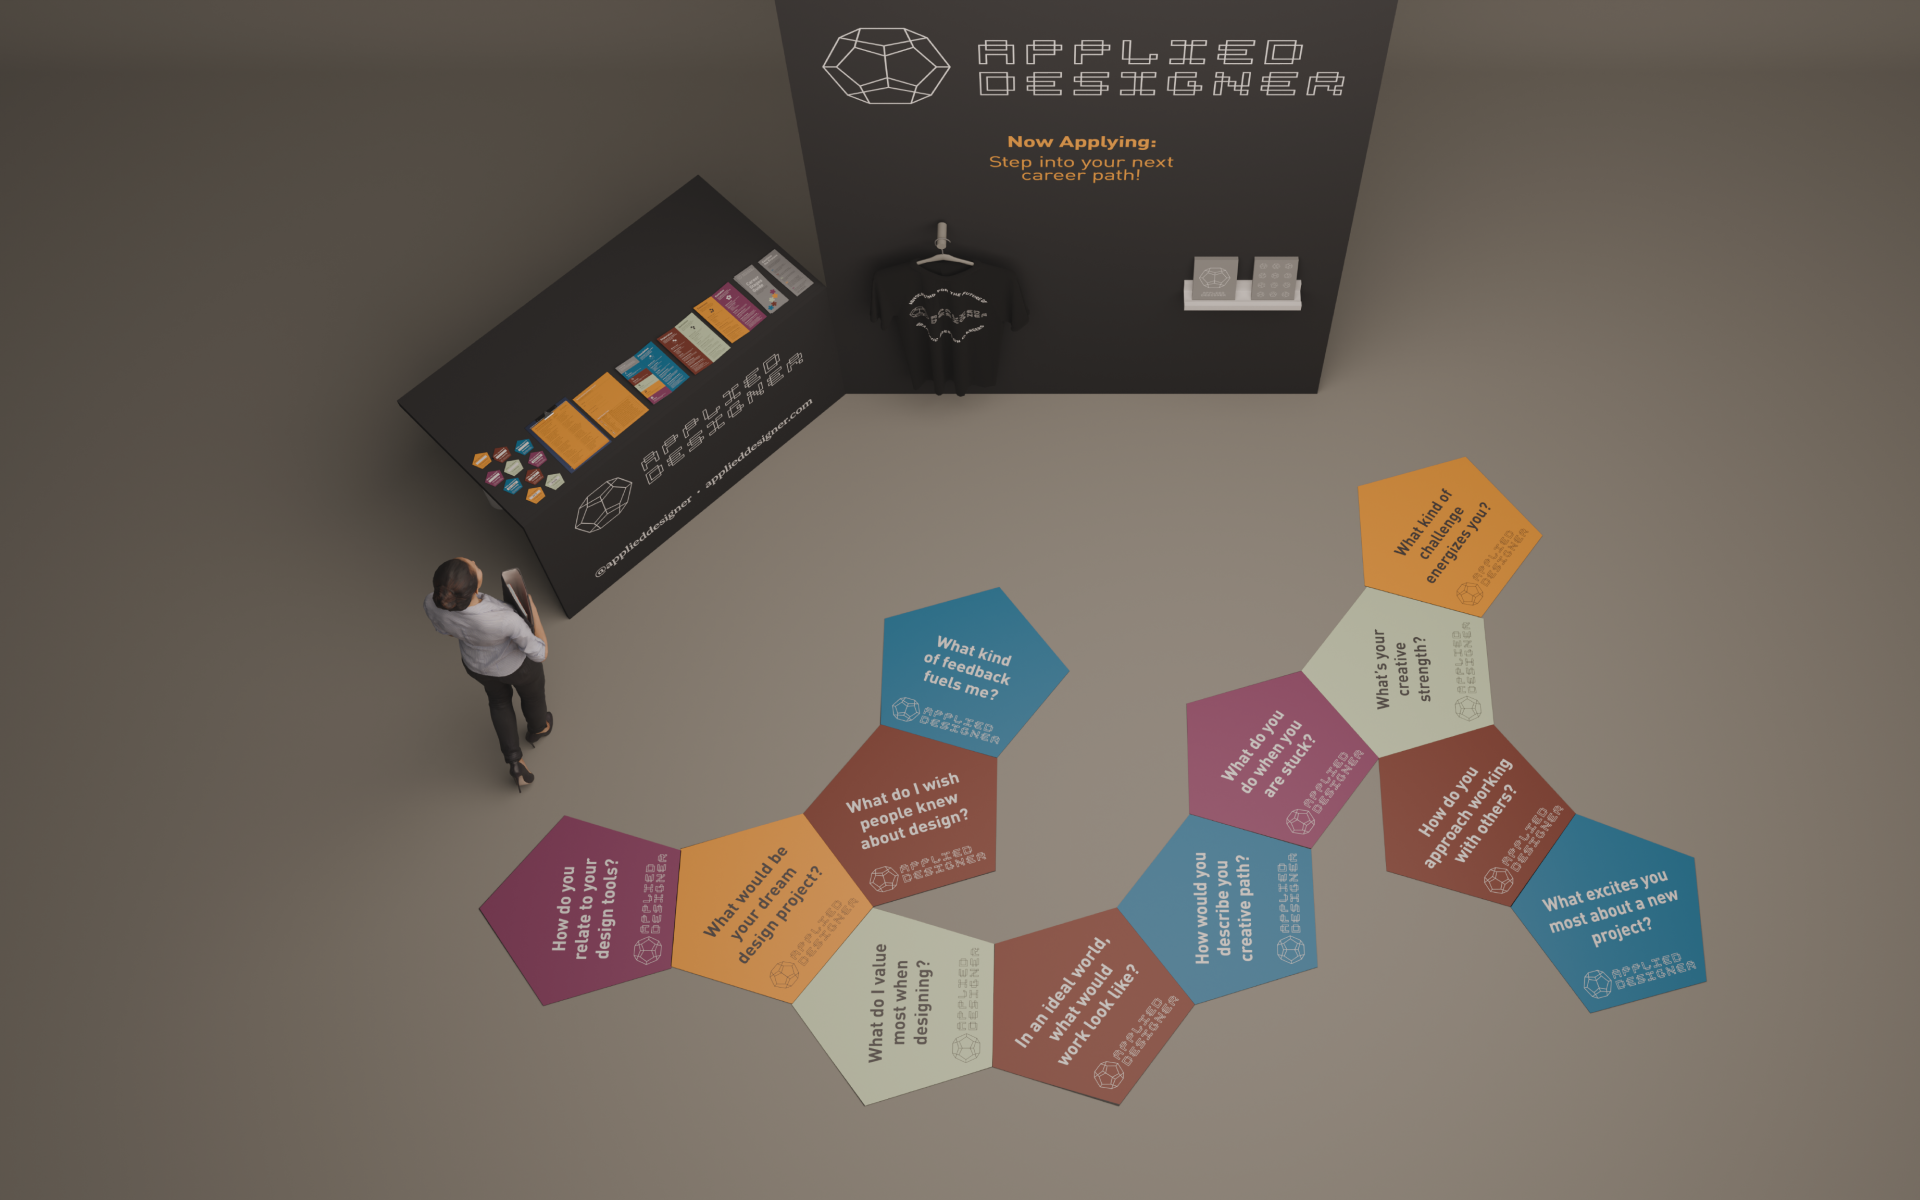 APPLIED
DESIGNER
Now Applying:
Step into your next
career path!
APPLIED
DESIGNER
@applieddesigner · applieddesigner.com
What kind of
challenge
energizes you?
APPLIED
DESIGNER
What's your
creative
strength?
APPLIED
DESIGNER
What kind
of feedback
fuels me?
APPLIED
DESIGNER
What do you
do when you
are stuck?
APPLIED
DESIGNER
How do you
approach working
with others?
APPLIED
DESIGNER
What do I wish
people knew
about design?
APPLIED
DESIGNER
How do you
relate to your
design tools?
APPLIED
DESIGNER
What would be
your dream
design project?
APPLIED
DESIGNER
How would you
describe you
creative path?
APPLIED
DESIGNER
What excites you
most about a new
project?
APPLIED
DESIGNER
What do I value
most when
designing?
APPLIED
DESIGNER
In an ideal world,
what would
work look like?
APPLIED
DESIGNER